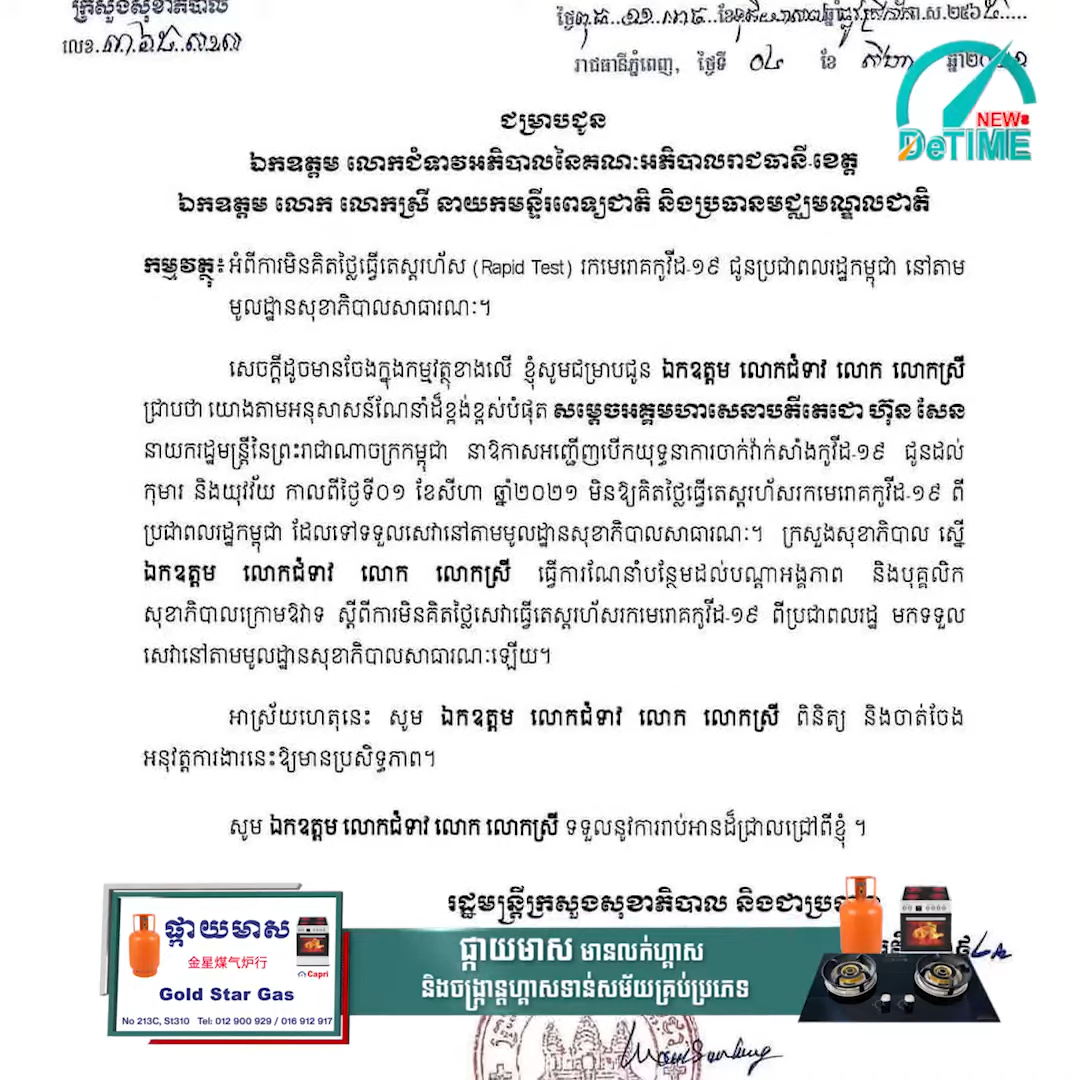 ក្រសួងសុខាភិបាល
លេខ
រាជធានីភ្នំពេញ, ថ្ងៃទី ០៤ ខែ សីហា
NEWS
DeTIME
ជម្រាបជូន
ឯកឧត្តម លោកជំទាវអភិបាលនៃគណៈអភិបាលរាជធានី-ខេត្ត
ឯកឧត្តម លោក លោកស្រី នាយកមន្ទីរពេទ្យជាតិ និងប្រធានមជ្ឈមណ្ឌលជាតិ
កម្មវត្ថុ៖ អំពីការមិនគិតថ្លៃធ្វើតេស្តរហ័ស (Rapid Test) រកមេរោគកូវីដ-១៩ ជូនប្រជាពលរដ្ឋកម្ពុជា នៅតាម
មូលដ្ឋានសុខាភិបាលសាធារណៈ។
សេចក្តីដូចមានចែងក្នុងកម្មវត្ថុខាងលើ ខ្ញុំសូមជម្រាបជូន ឯកឧត្តម លោកជំទាវ លោក លោកស្រី
ជ្រាបថា យោងតាមអនុសាសន៍ណែនាំដ៏ខ្ពង់ខ្ពស់បំផុត សម្តេចអគ្គមហាសេនាបតីតេជោ ហ៊ុន សែន
នាយករដ្ឋមន្ត្រីនៃព្រះរាជាណាចក្រកម្ពុជា នាឱកាសអញ្ជើញបើកយុទ្ធនាការចាក់វ៉ាក់សាំងកូវីដ-១៩ ជូនដល់
កុមារ និងយុវវ័យ កាលពីថ្ងៃទី០១ ខែសីហា ឆ្នាំ២០២១ មិនឱ្យគិតថ្លៃធ្វើតេស្តរហ័សរកមេរោគកូវីដ-១៩ ពី
ប្រជាពលរដ្ឋកម្ពុជា ដែលទៅទទួលសេវានៅតាមមូលដ្ឋានសុខាភិបាលសាធារណៈ។ ក្រសួងសុខាភិបាល ស្នើ
ឯកឧត្តម លោកជំទាវ លោក លោកស្រី ធ្វើការណែនាំបន្ថែមដល់បណ្តាអង្គភាព និងបុគ្គលិក
សុខាភិបាលក្រោមឱវាទ ស្តីពីការមិនគិតថ្លៃសេវាធ្វើតេស្តរហ័សរកមេរោគកូវីដ-១៩ ពីប្រជាពលរដ្ឋ មកទទួល
សេវានៅតាមមូលដ្ឋានសុខាភិបាលសាធារណៈឡើយ។
អាស្រ័យហេតុនេះ សូម ឯកឧត្តម លោកជំទាវ លោក លោកស្រី ពិនិត្យ និងចាត់ចែង
អនុវត្តការងារនេះឱ្យមានប្រសិទ្ធភាព។
សូម ឯកឧត្តម លោកជំទាវ លោក លោកស្រី ទទួលនូវការរាប់អានដ៏ជ្រាលជ្រៅពីខ្ញុំ ។
រដ្ឋមន្ត្រីក្រសួងសុខាភិបាល និងជា
ផ្កាយមាស
金星煤气炉行
Capri
Gold Star Gas
No 213C, St310 Tel: 012 900 929 / 016 912 917
ផ្កាយមាស មានលក់ហ្គាស
និងចង្ក្រានហ្គាសទាន់សម័យគ្រប់ប្រភេទ